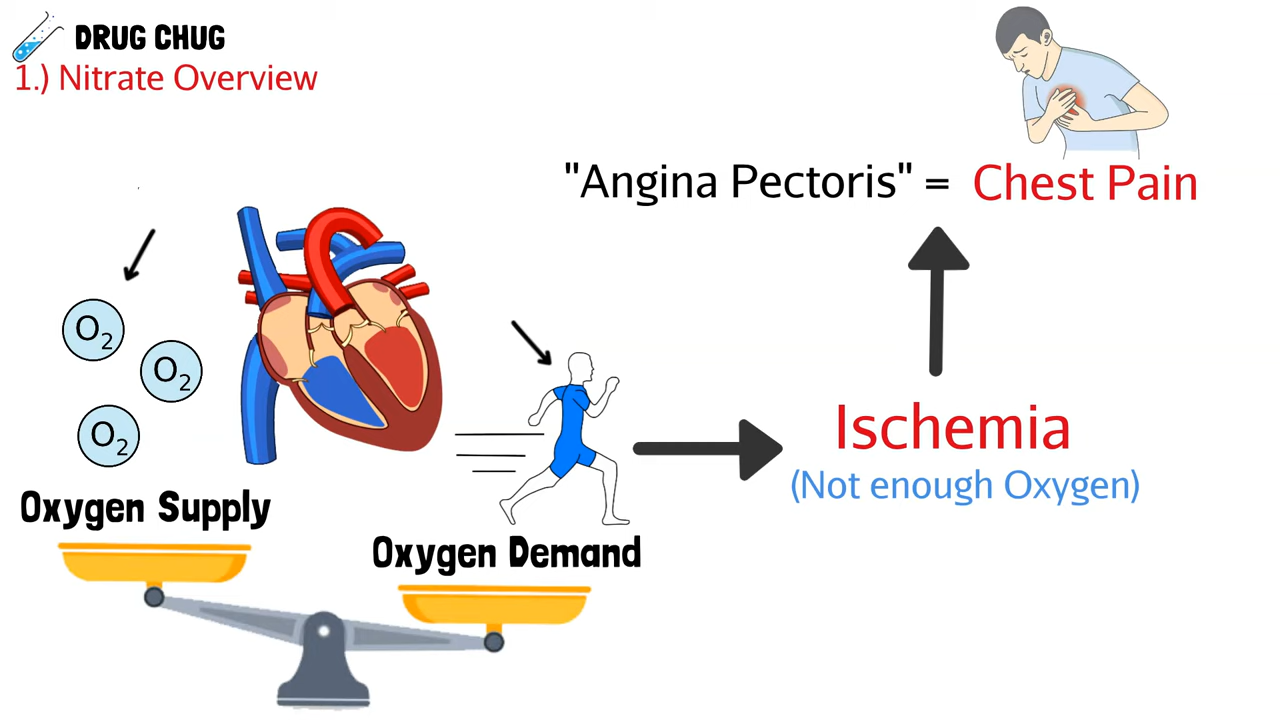 DRUG CHUG
1.) Nitrate Overview
"Angina Pectoris" = Chest Pain
O₂
O₂
O₂
Ischemia
(Not enough Oxygen)
Oxygen Supply
Oxygen Demand